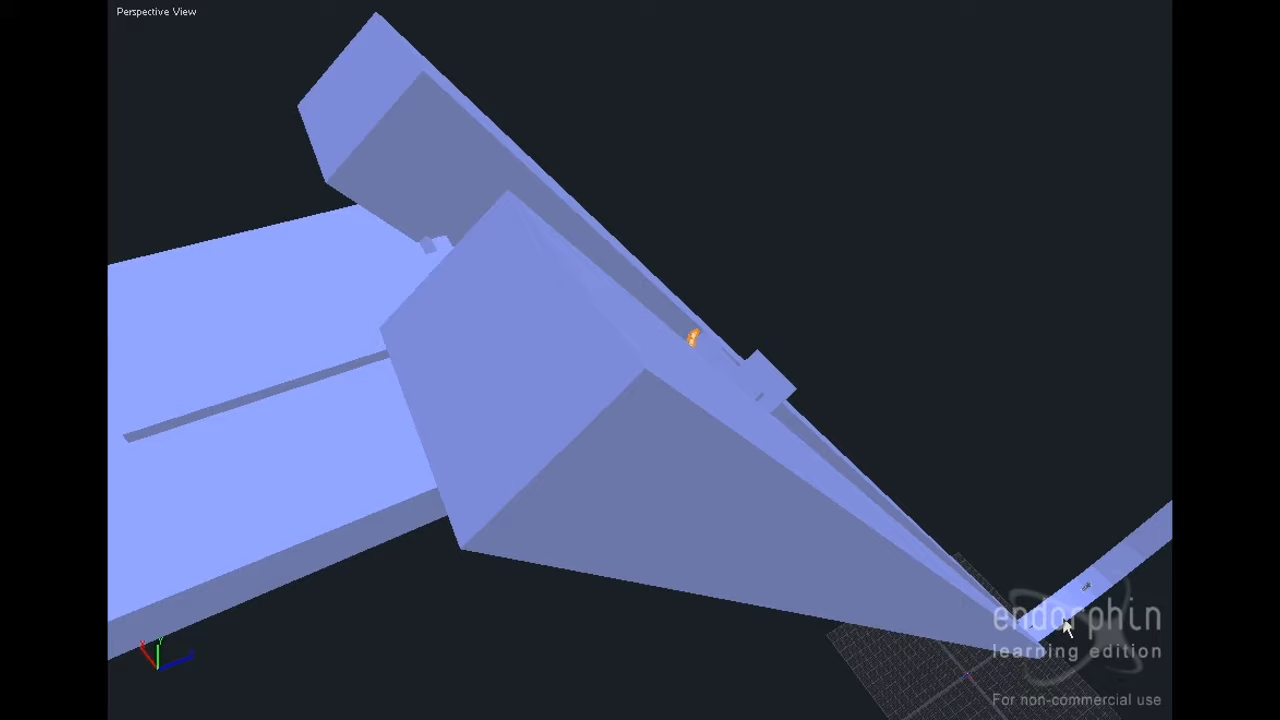 Perspective View
endorphin
learning edition
For non-commercial use